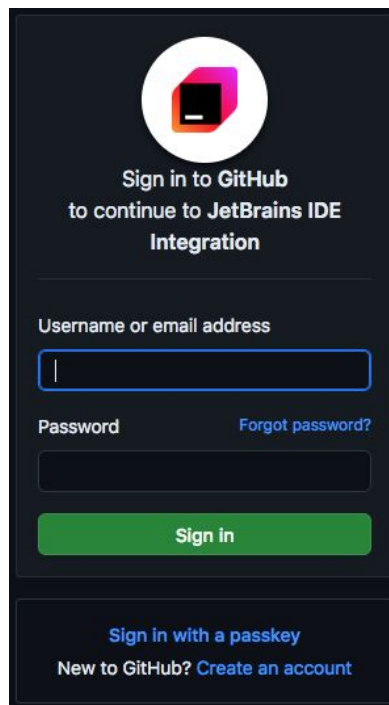 Sign in to GitHub
to continue to JetBrains IDE
Integration
Username or email address
Password Forgot password?
Sign in
Sign in with a passkey
New to GitHub? Create an account